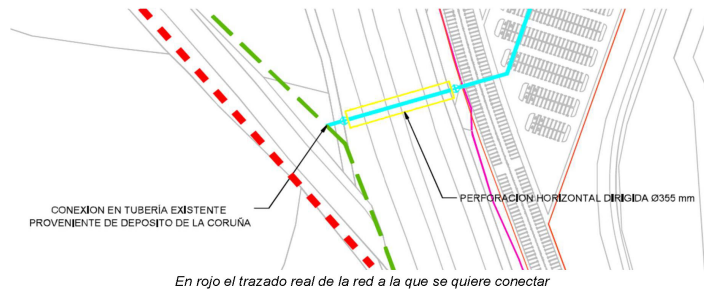 CONEXION EN TUBERÍA EXISTENTE
PROVENIENTE DE DEPOSITO DE LA CORUÑA
PERFORACION HORIZONTAL DIRIGIDA Ø355 mm
En rojo el trazado real de la red a la que se quiere conectar